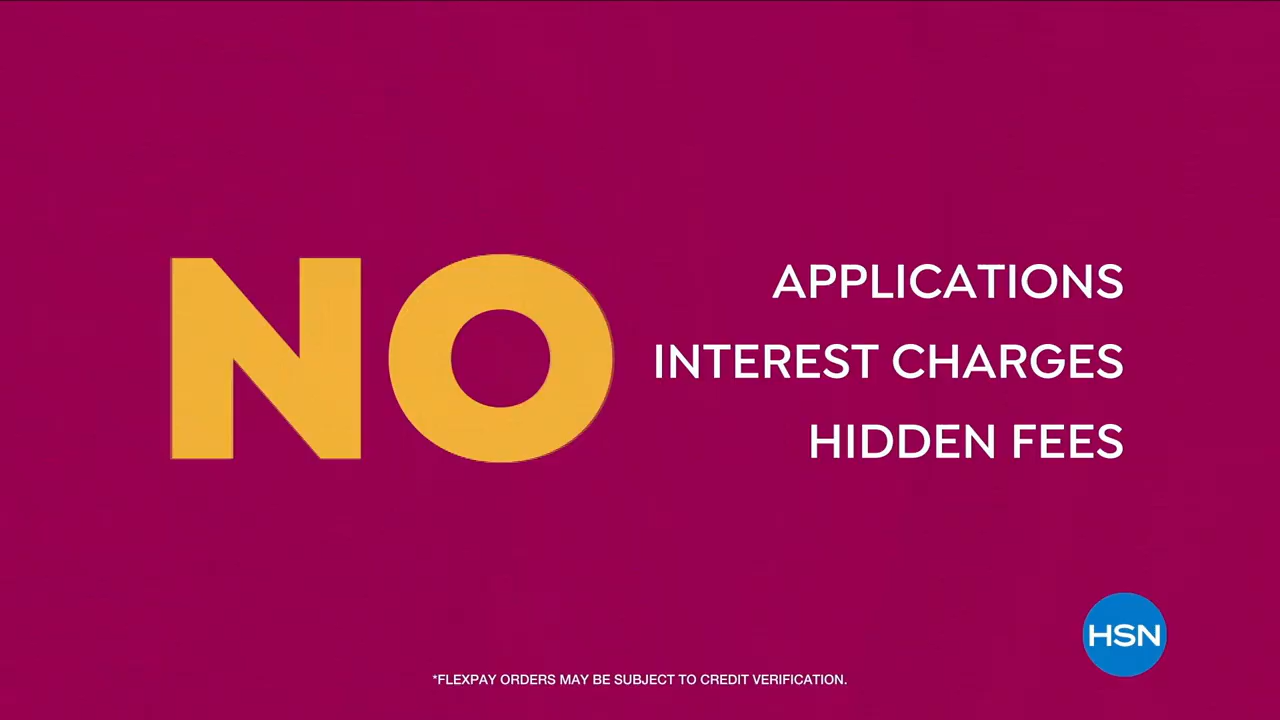 NO
APPLICATIONS
INTEREST CHARGES
HIDDEN FEES
HSN
*FLEXPAY ORDERS MAY BE SUBJECT TO CREDIT VERIFICATION.